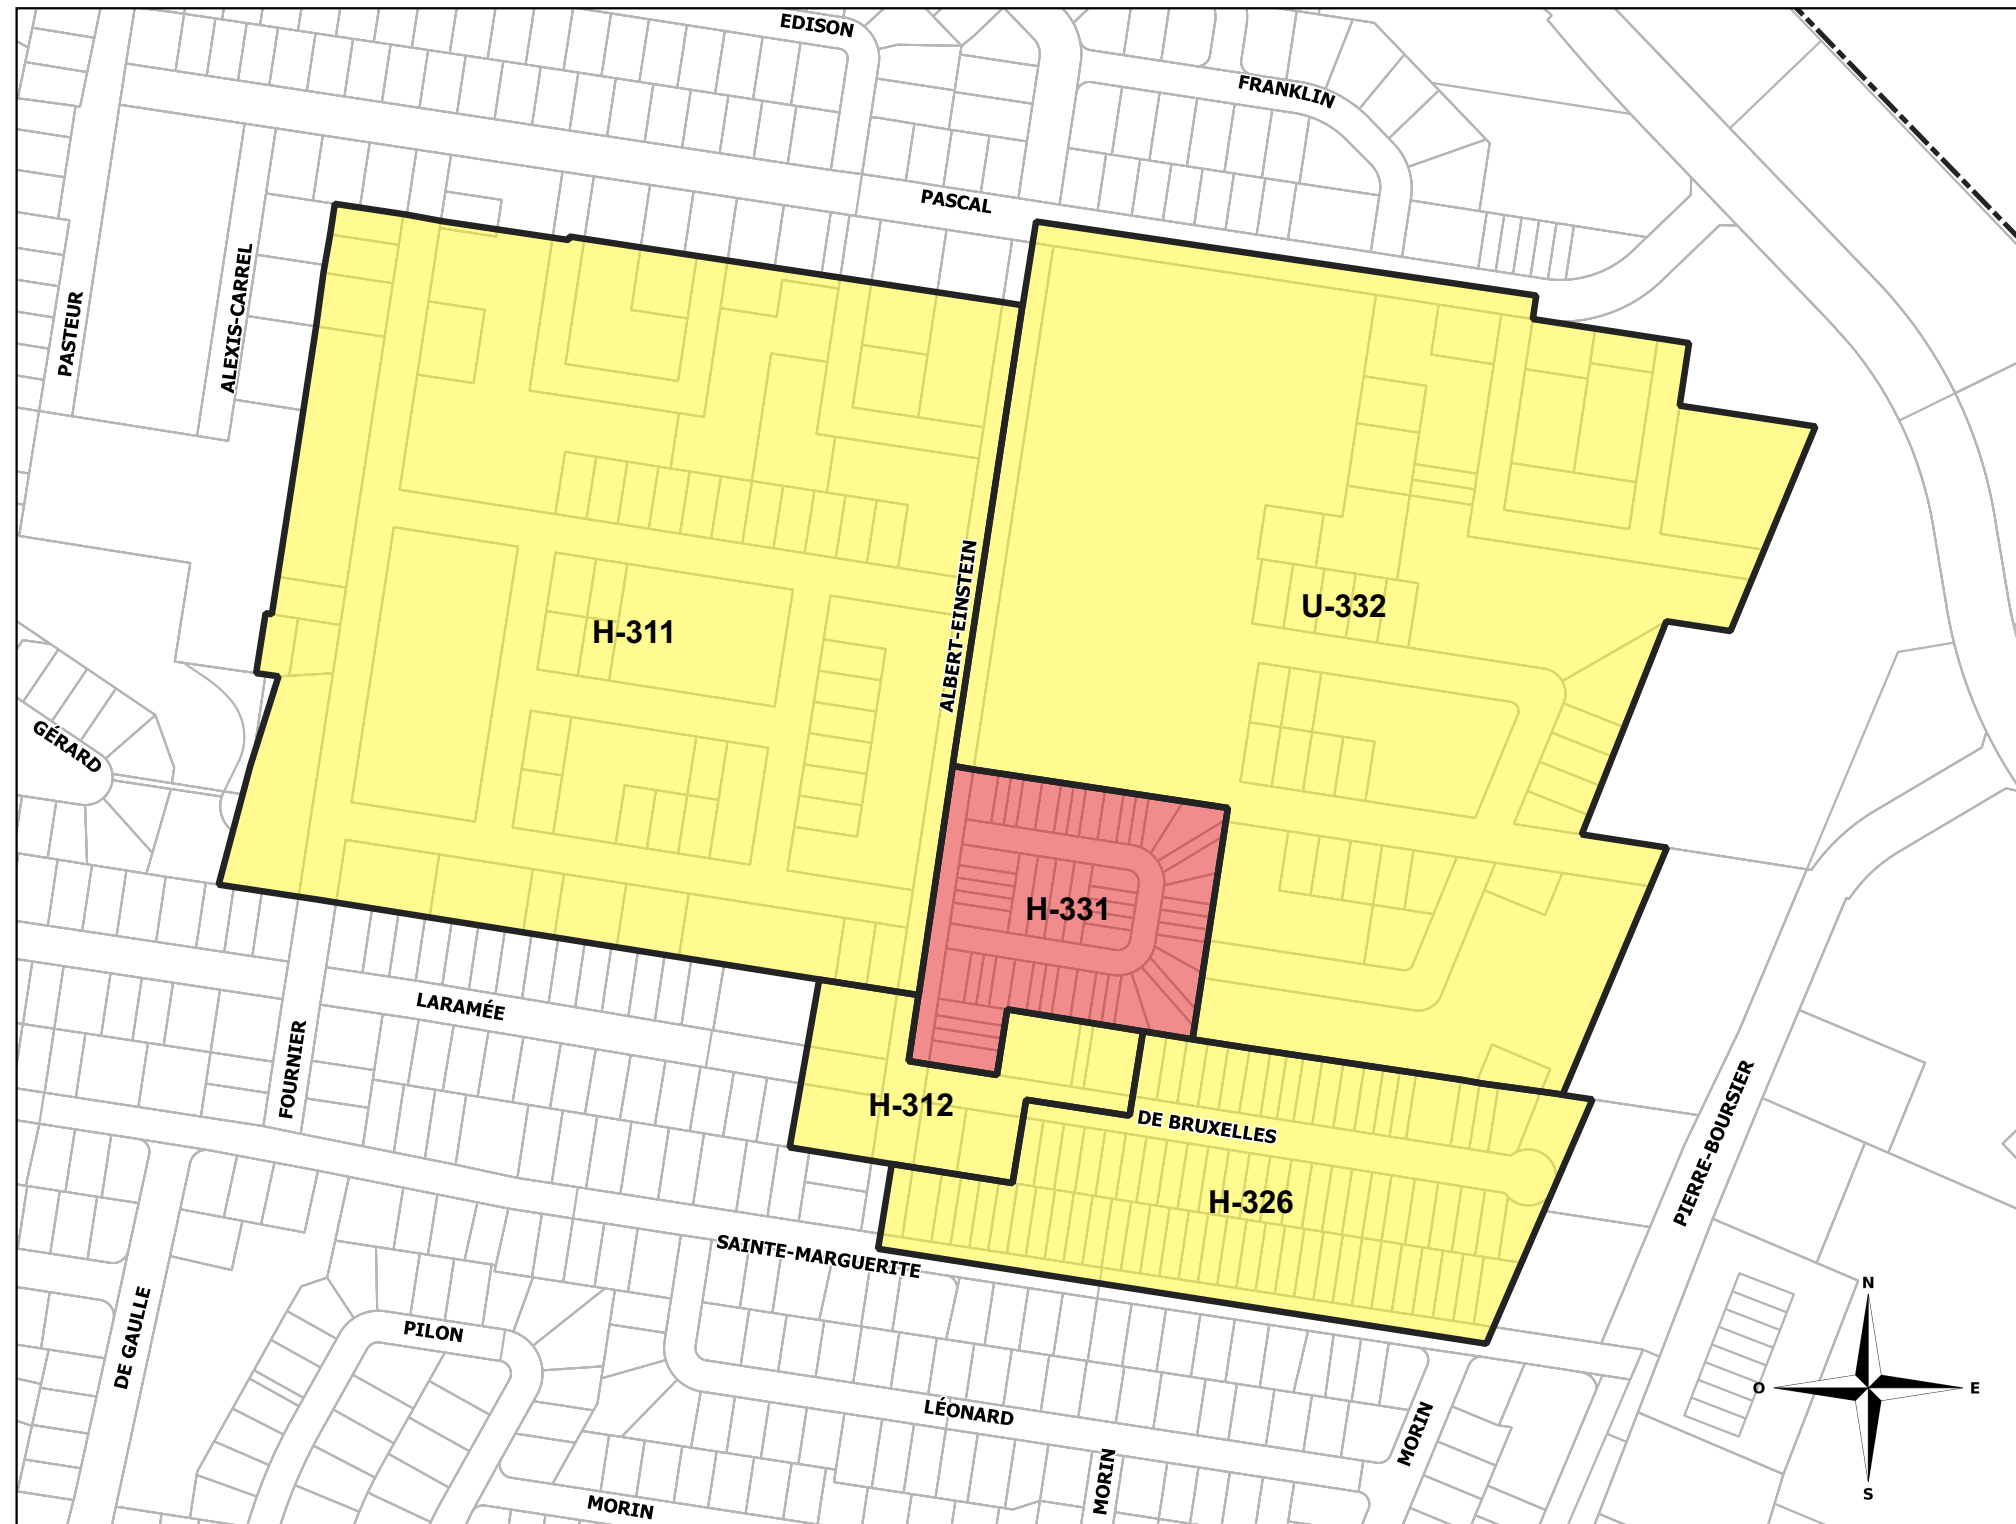 EDISON
FRANKLIN
PASCAL
PASTEUR
ALEXIS-CARREL
ALBERT-EINSTEIN
U-332
H-311
GÉRARD
H-331
LARAMÉE
FOURNIER
H-312
DE BRUXELLES
PIERRE-BOURSIER
H-326
SAINTE-MARGUERITE
DE GAULLE
PILON
LÉONARD
MORIN
MORIN
MORIN
N
O
E
S